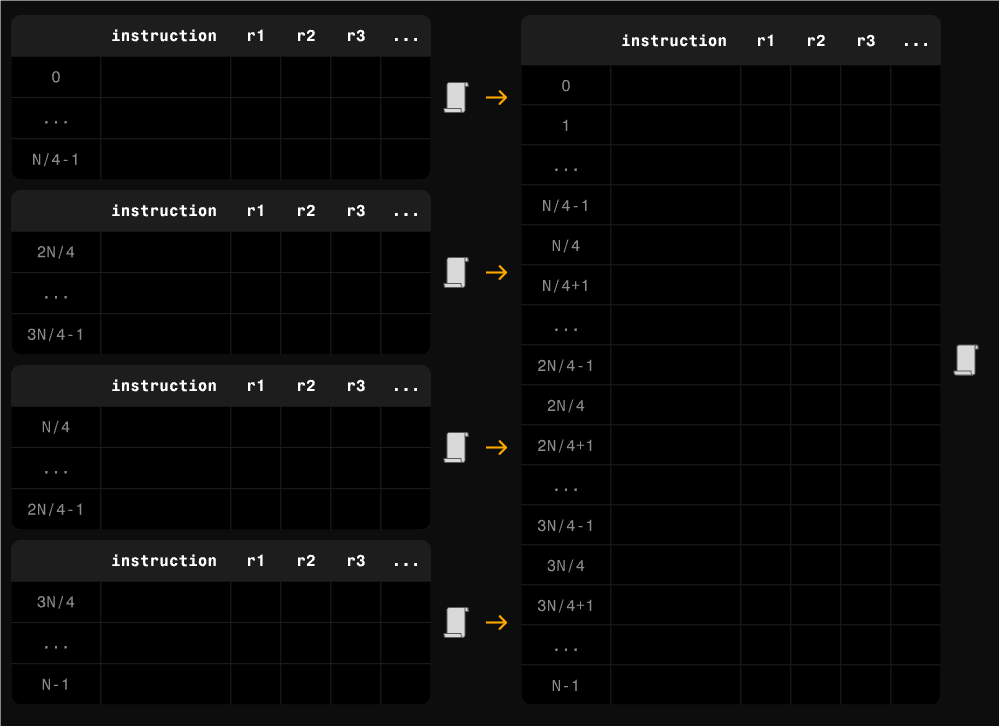 instruction r1 r2 r3 ...
0
...
N/4-1
instruction r1 r2 r3 ...
2N/4
...
3N/4-1
instruction r1 r2 r3 ...
N/4
...
2N/4-1
instruction r1 r2 r3 ...
3N/4
...
N-1
instruction r1 r2 r3 ...
0
1
...
N/4-1
N/4
N/4+1
...
2N/4-1
2N/4
2N/4+1
...
3N/4-1
3N/4
3N/4+1
...
N-1